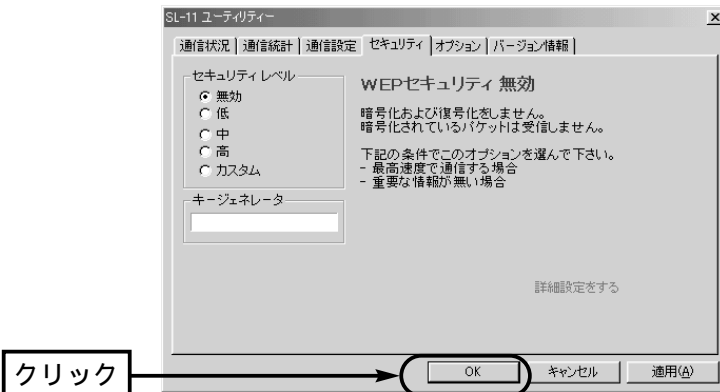 SL-11 ユーティリティー
通信状況 通信統計 通信設定 セキュリティ オプション バージョン情報
セキュリティ レベル
無効
低
中
高
カスタム
キージェネレータ
WEPセキュリティ 無効
暗号化および復号化をしません。
暗号化されているパケットは受信しません。
下記の条件でこのオプションを選んで下さい。
- 最高速度で通信する場合
- 重要な情報が無い場合
詳細設定をする
クリック
OK キャンセル 適用(A)